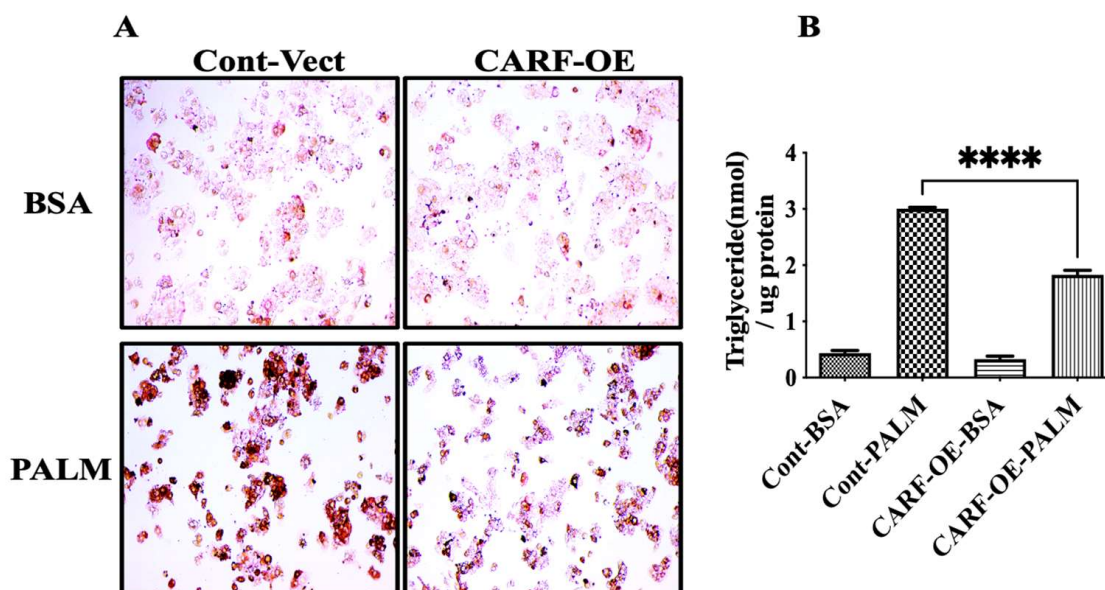 A
Cont-Vect CARF-OE
BSA
PALM
B
****
Triglyceride(nmol)
/ ug protein
4
3
2
1
0
Cont-BSA
Cont-PALM
CARF-OE-BSA
CARF-OE-PALM